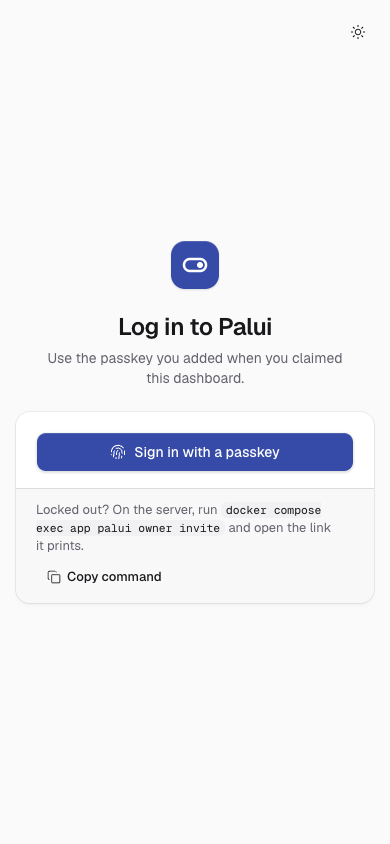 Log in to Palui
Use the passkey you added when you claimed
this dashboard.
Sign in with a passkey
Locked out? On the server, run docker compose
exec app palui owner invite and open the link
it prints.
Copy command